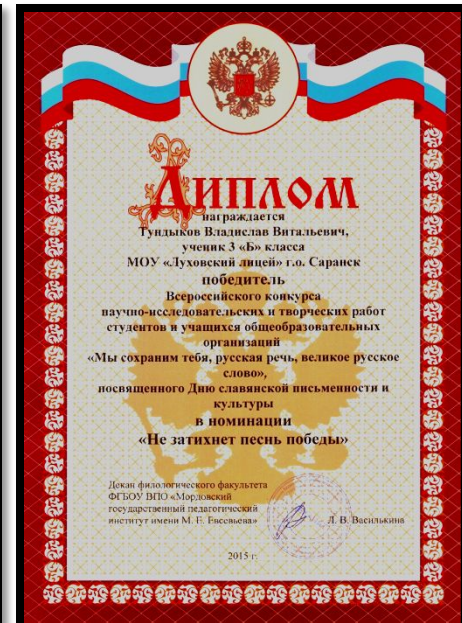 ДИПЛОМ
награждается
Тундыков Владислав Витальевич,
ученик 3 «Б» класса
МОУ «Луховский лицей» г.о. Саранск
победитель
Всероссийского конкурса
научно-исследовательских и творческих работ
студентов и учащихся общеобразовательных
организаций
«Мы сохраним тебя, русская речь, великое русское
слово»,
посвященного Дню славянской письменности и
культуры
в номинации
«Не затихнет песнь победы»
Декан филологического факультета
ФГБОУ ВПО «Мордовский
государственный педагогический
институт имени М. Е. Евсевьева»
Л. В. Василькина
2015 г.